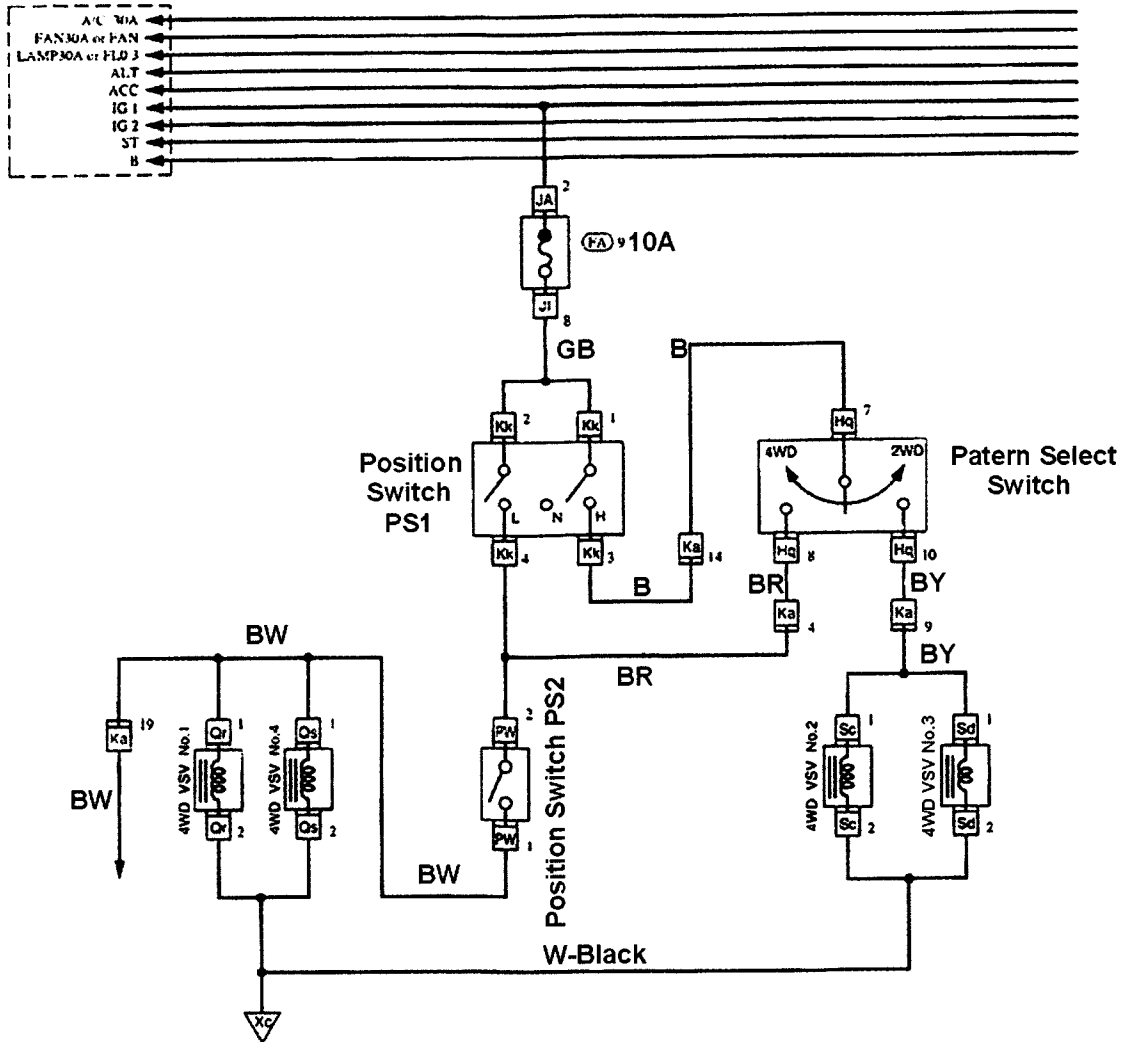 A/C 30A
FAN30A or FAN
LAMP30A or FL0 3
ALT
ACC
IG 1
IG 2
ST
B
2
JA
FA 9 10A
JI
8
GB
B
2
1
7
Kk
Kk
Hq
Position
Switch
PS1
L
N
H
4WD
2WD
Patern Select
Switch
Kk
4
Kk
3
Ka
14
Hq
8
Hq
10
B
BR
BY
Ka
4
Ka
9
BW
BR
BY
Ka
19
Qr
1
Qs
1
PW
2
Sc
1
Sd
1
4WD VSV No.1
4WD VSV No.4
Position Switch PS2
4WD VSV No.2
4WD VSV No.3
BW
Qr
2
Qs
2
PW
1
Sc
2
Sd
2
BW
W-Black
Xc